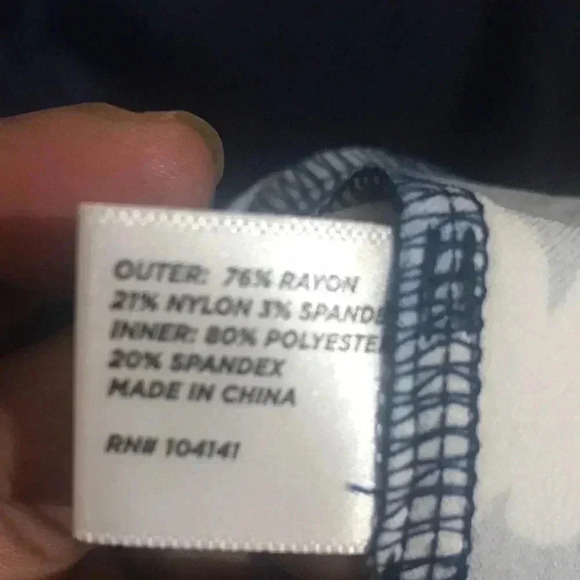 OUTER: 76% RAYON
21% NYLON 3% SPANDE
INNER: 80% POLYESTE
20% SPANDEX
MADE IN CHINA
RN# 104141